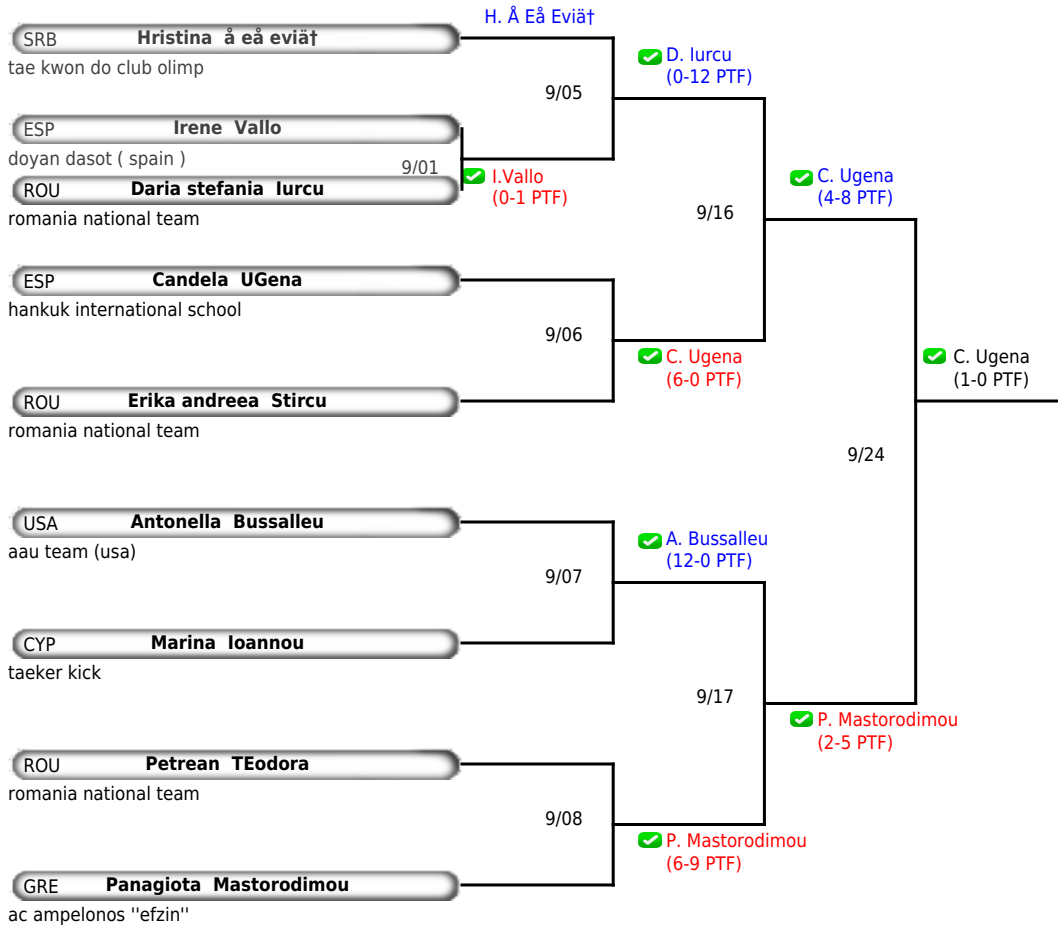 H. Å Eå Eviä†
SRB Hristina å eå eviä†
tae kwon do club olimp
D. Iurcu
(0-12 PTF)
9/05
ESP Irene Vallo
doyan dasot ( spain )
9/01
I.Vallo
(0-1 PTF)
ROU Daria stefania Iurcu
romania national team
C. Ugena
(4-8 PTF)
9/16
ESP Candela UGena
hankuk international school
9/06
C. Ugena
(6-0 PTF)
C. Ugena
(1-0 PTF)
ROU Erika andreea Stircu
romania national team
9/24
USA Antonella Bussalleu
aau team (usa)
A. Bussalleu
(12-0 PTF)
9/07
CYP Marina Ioannou
taeker kick
9/17
P. Mastorodimou
(2-5 PTF)
ROU Petrean TEodora
romania national team
9/08
P. Mastorodimou
(6-9 PTF)
GRE Panagiota Mastorodimou
ac ampelonos ''efzin''